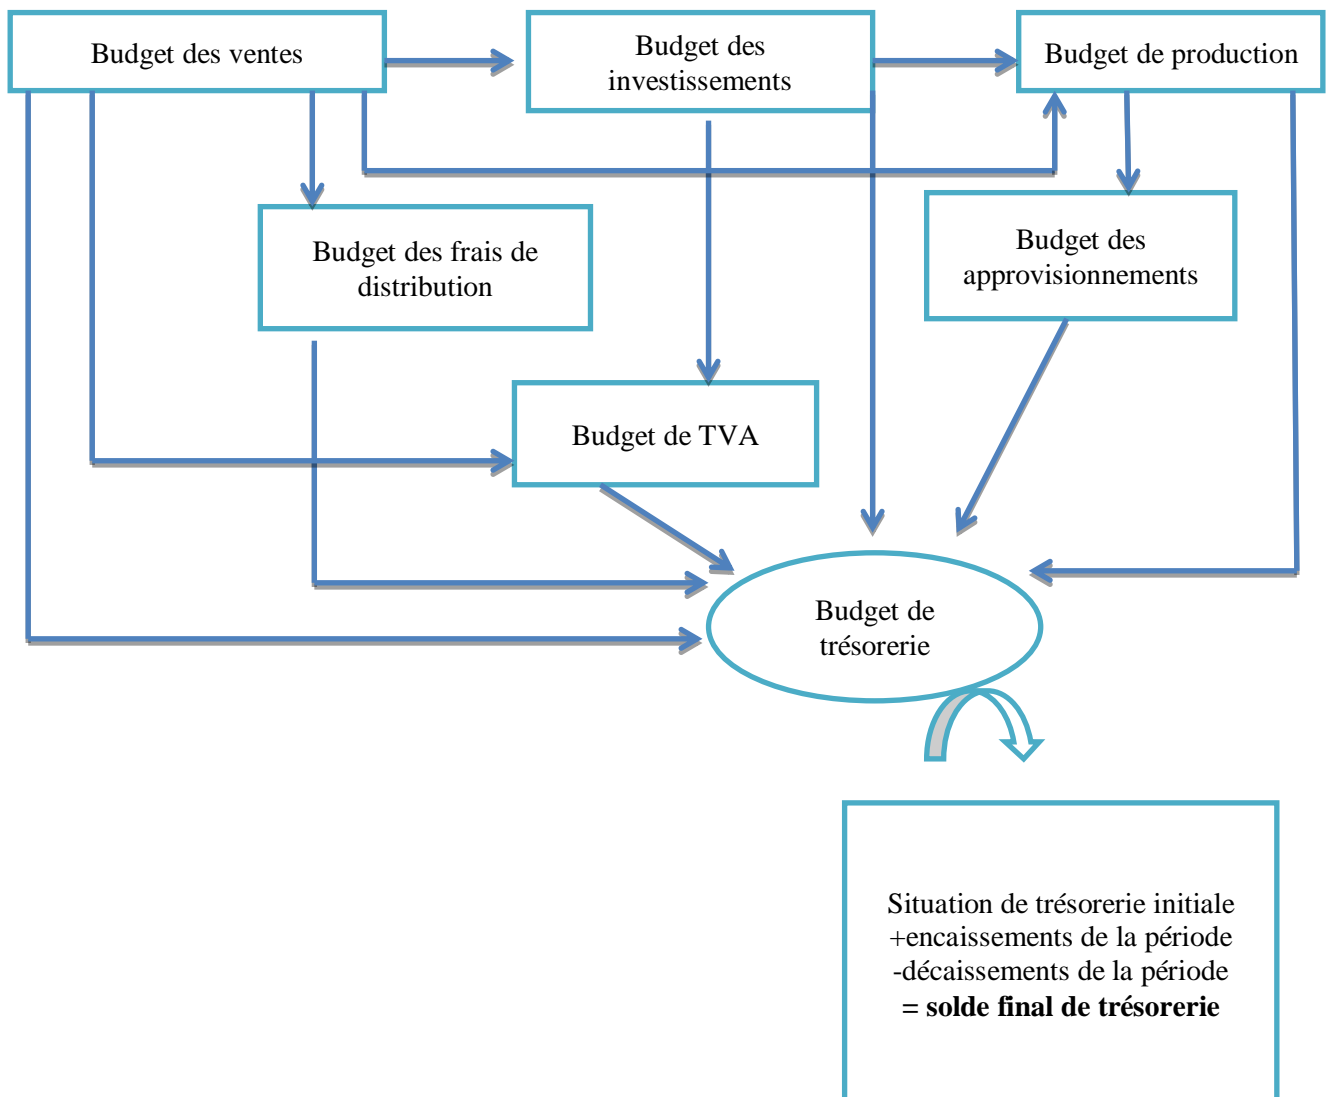 Budget des ventes
Budget des
investissements
Budget de production
Budget des frais de
distribution
Budget des
approvisionnements
Budget de TVA
Budget de
trésorerie
Situation de trésorerie initiale
+encaissements de la période
-décaissements de la période
= solde final de trésorerie